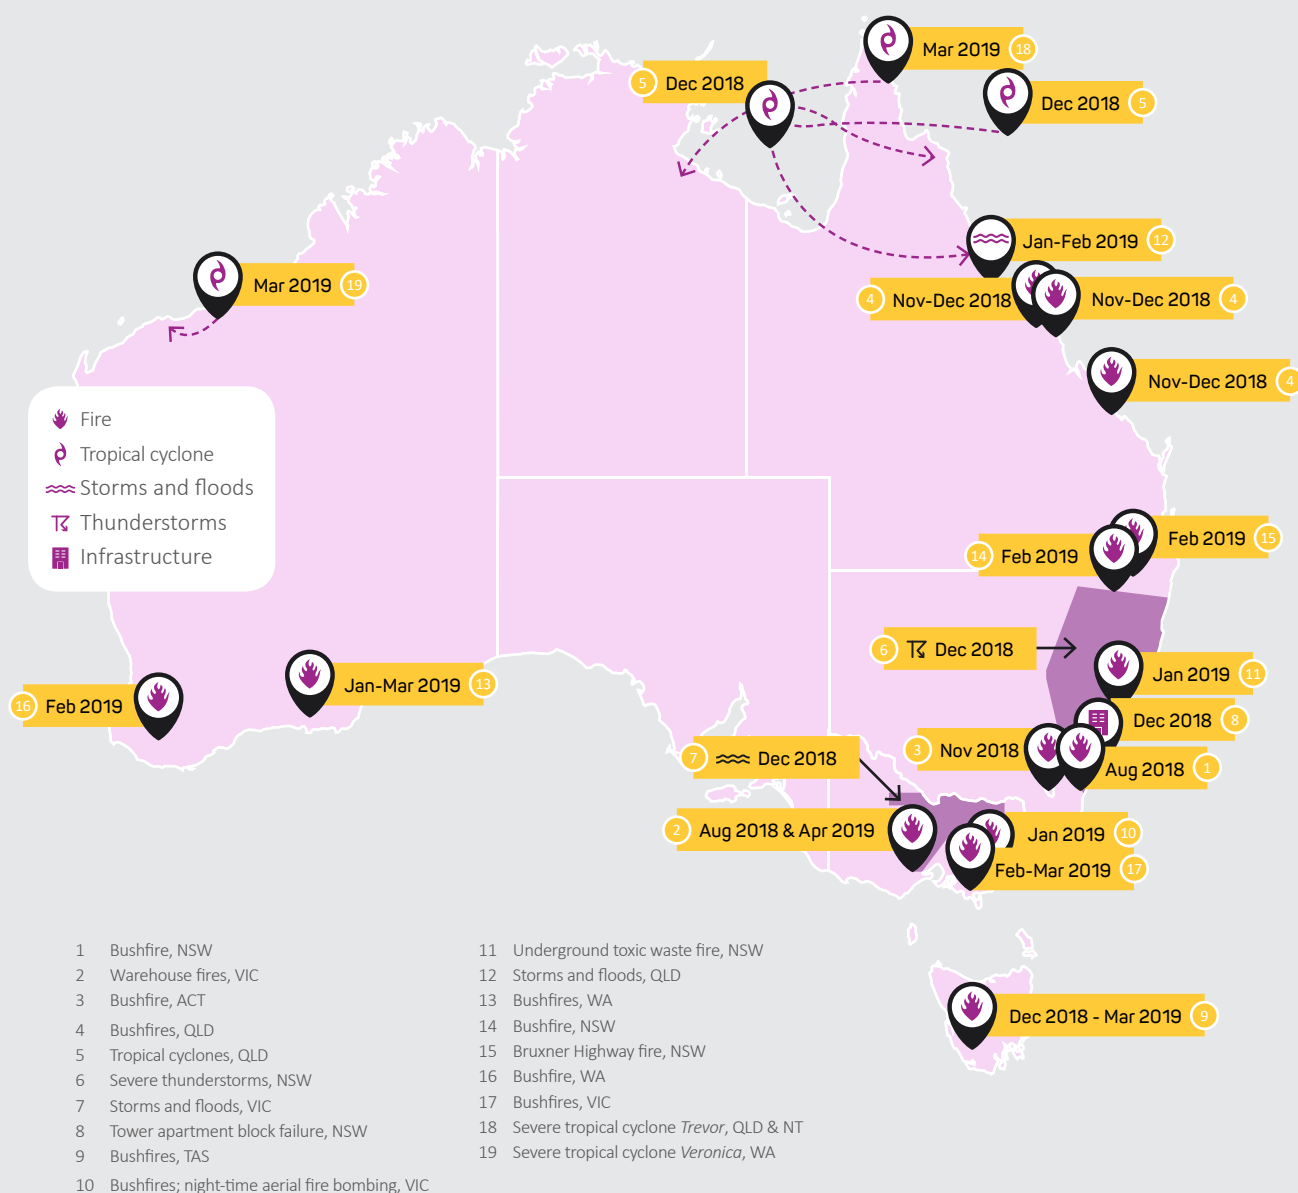 Mar 2019 18
5 Dec 2018
Dec 2018 5
Jan-Feb 2019 12
Mar 2019 19
4 Nov-Dec 2018
Nov-Dec 2018 4
Nov-Dec 2018 4
Fire
Tropical cyclone
Storms and floods
Thunderstorms
Infrastructure
Feb 2019 15
14 Feb 2019
6 Dec 2018
Jan 2019 11
Jan-Mar 2019 13
16 Feb 2019
Dec 2018 8
3 Nov 2018
7 Dec 2018
Aug 2018 1
2 Aug 2018 & Apr 2019
Jan 2019 10
Feb-Mar 2019 17
Dec 2018 - Mar 2019 9
1 Bushfire, NSW
2 Warehouse fires, VIC
3 Bushfire, ACT
4 Bushfires, QLD
5 Tropical cyclones, QLD
6 Severe thunderstorms, NSW
7 Storms and floods, VIC
8 Tower apartment block failure, NSW
9 Bushfires, TAS
10 Bushfires; night-time aerial fire bombing, VIC
11 Underground toxic waste fire, NSW
12 Storms and floods, QLD
13 Bushfires, WA
14 Bushfire, NSW
15 Bruxner Highway fire, NSW
16 Bushfire, WA
17 Bushfires, VIC
18 Severe tropical cyclone Trevor, QLD & NT
19 Severe tropical cyclone Veronica, WA